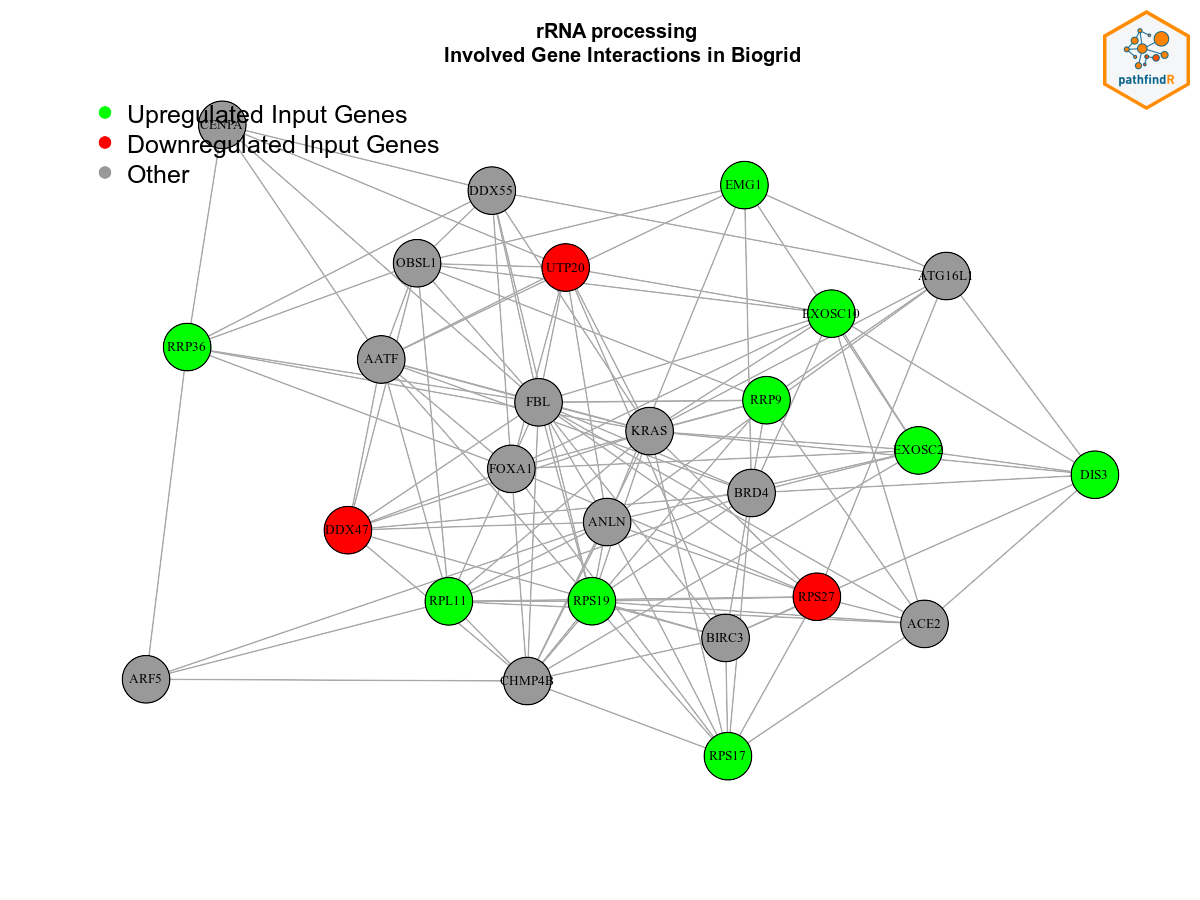 rRNA processing
Involved Gene Interactions in Biogrid
pathfindR
Upregulated Input Genes
CENPA
Downregulated Input Genes
Other
DDX55
EMG1
OBSL1
UTP20
ATG16L1
EXOSC10
RRP36
AATF
FBL
RRP9
KRAS
EXOSC2
FOXA1
DIS3
BRD4
DDX47
ANLN
RPL11
RPS19
RPS27
BIRC3
ACE2
ARF5
CHMP4B
RPS17